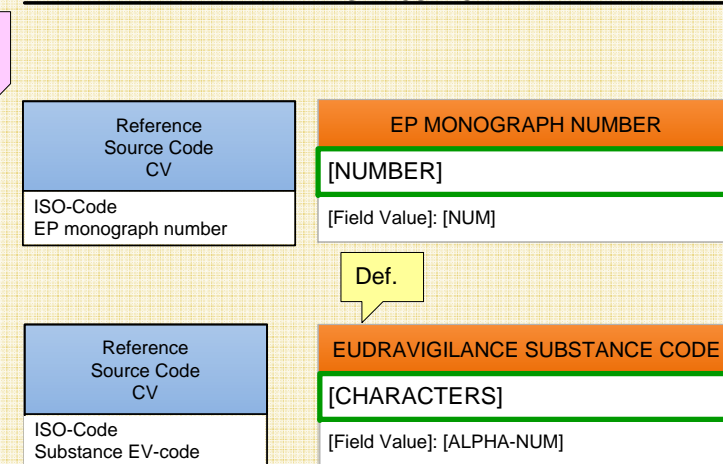 Reference
Source Code
CV
ISO-Code
EP monograph number
EP MONOGRAPH NUMBER
[NUMBER]
[Field Value]: [NUM]
Def.
Reference
Source Code
CV
ISO-Code
Substance EV-code
EUDRAVIGILANCE SUBSTANCE CODE
[CHARACTERS]
[Field Value]: [ALPHA-NUM]